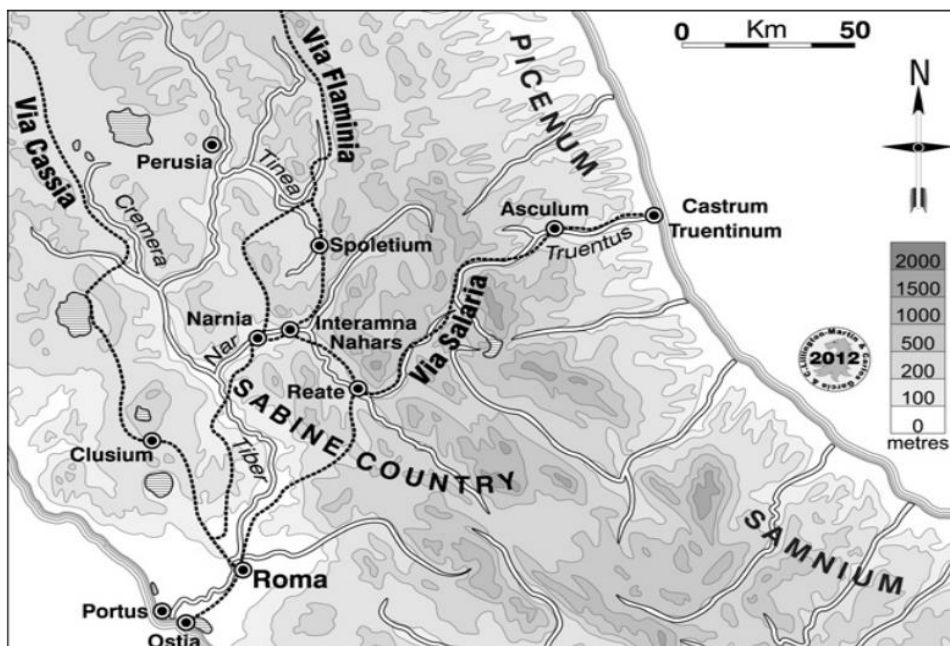 0 Km 50
N
PICENUM
Via Flaminia
Via Cassia
Perusia
Tinea
Cremera
Asculum
Castrum
Truentinum
Truentus
Spoletium
2000
1500
1000
500
200
100
0
metres
Narnia
Interamna
Nahars
Nar
Via Salaria
2012
Reate
SABINE COUNTRY
Clusium
Tiber
SAMNIUM
Roma
Portus
Ostia